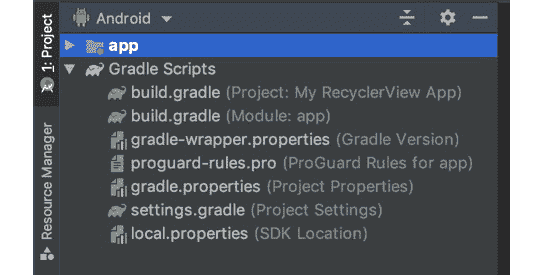 Android
1: Project
Resource Manager
app
Gradle Scripts
build.gradle (Project: My RecyclerView App)
build.gradle (Module: app)
gradle-wrapper.properties (Gradle Version)
proguard-rules.pro (ProGuard Rules for app)
gradle.properties (Project Properties)
settings.gradle (Project Settings)
local.properties (SDK Location)